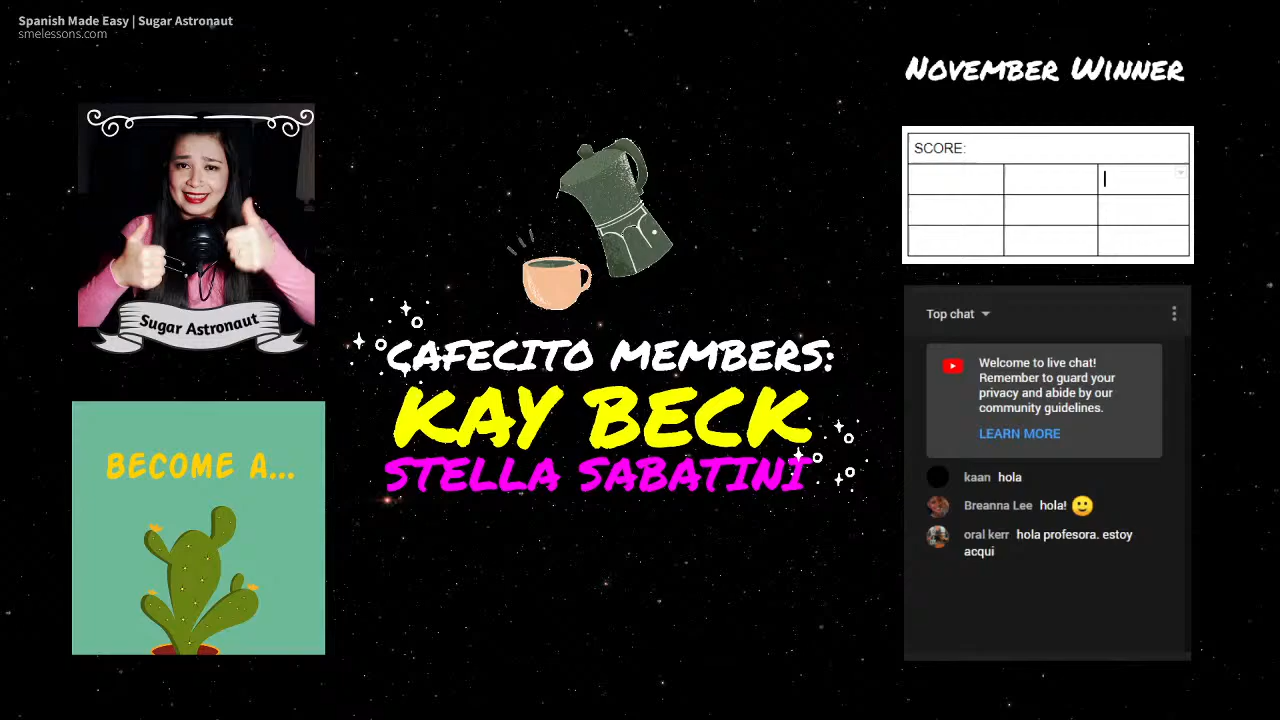 Spanish Made Easy | Sugar Astronaut
smelessons.com
November Winner
SCORE:
Sugar Astronaut
CAFECITO MEMBERS:
KAY BECK
STELLA SABATINI
BECOME A...
Top chat
Welcome to live chat!
Remember to guard your
privacy and abide by our
community guidelines.
LEARN MORE
kaan hola
Breanna Lee hola! 🙂
oral kerr hola profesora. estoy
acqui